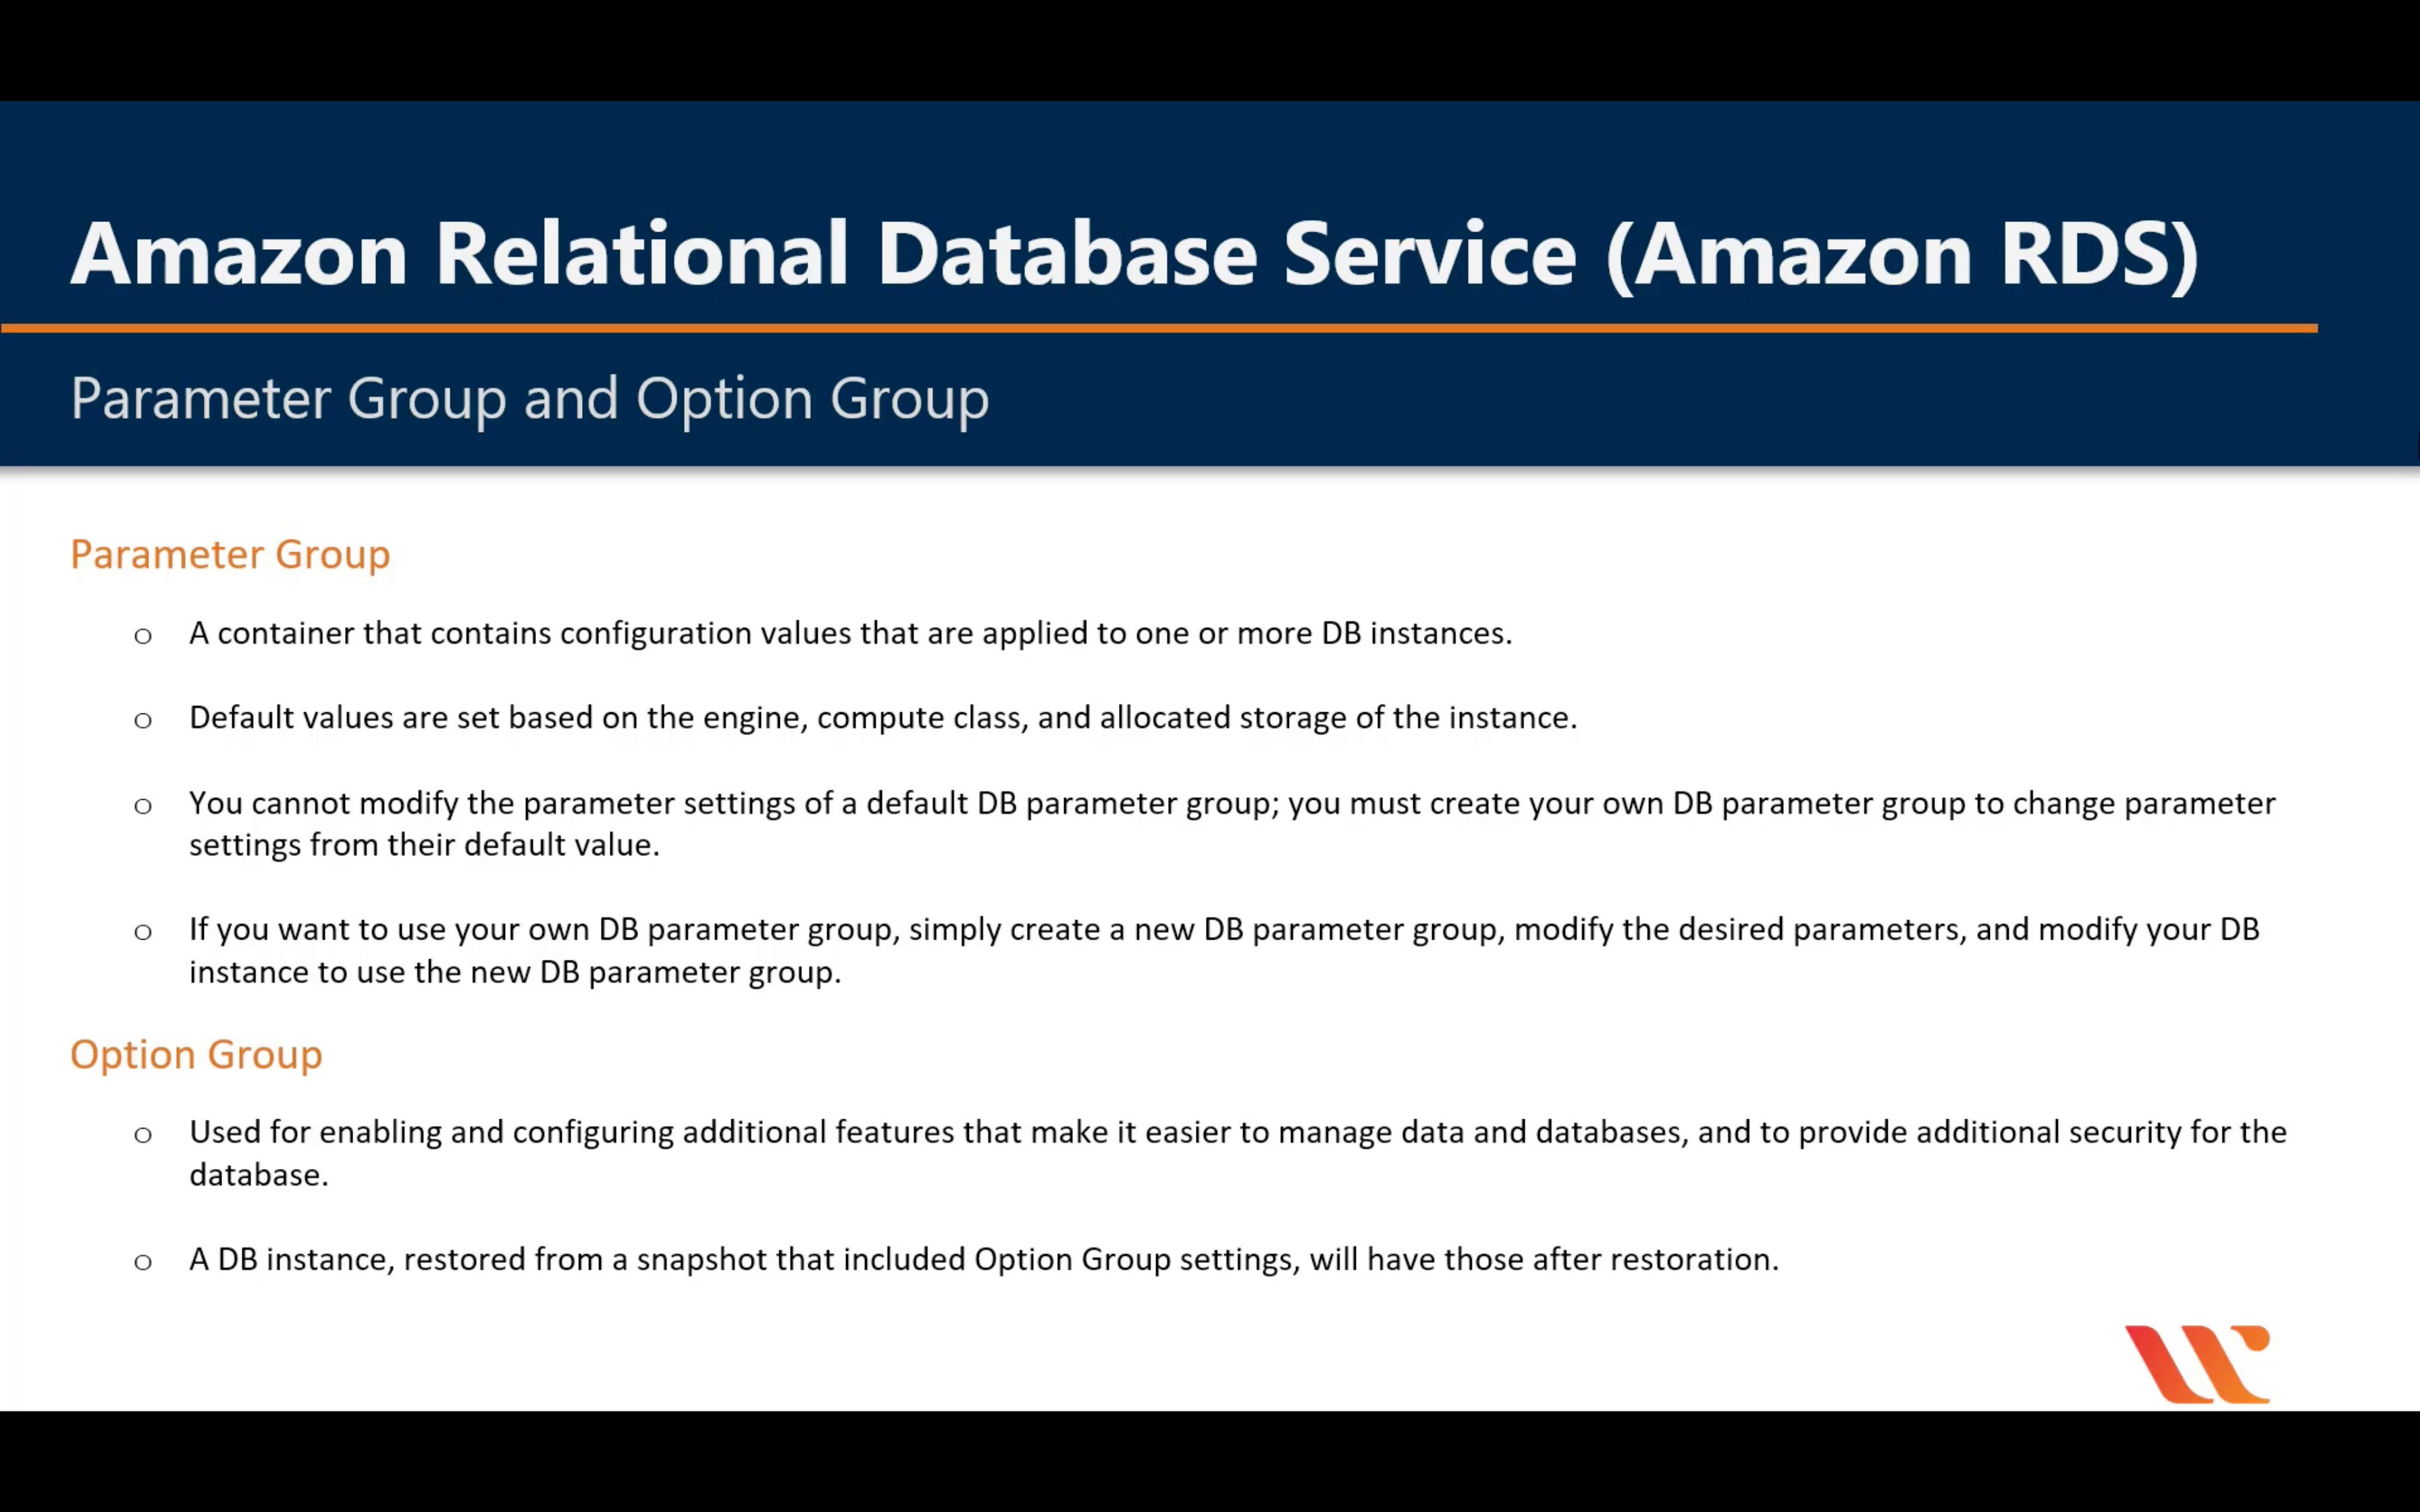 Amazon Relational Database Service (Amazon RDS)
Parameter Group and Option Group
Parameter Group
o A container that contains configuration values that are applied to one or more DB instances.
o Default values are set based on the engine, compute class, and allocated storage of the instance.
o You cannot modify the parameter settings of a default DB parameter group; you must create your own DB parameter group to change parameter
settings from their default value.
o If you want to use your own DB parameter group, simply create a new DB parameter group, modify the desired parameters, and modify your DB
instance to use the new DB parameter group.
Option Group
o Used for enabling and configuring additional features that make it easier to manage data and databases, and to provide additional security for the
database.
o A DB instance, restored from a snapshot that included Option Group settings, will have those after restoration.